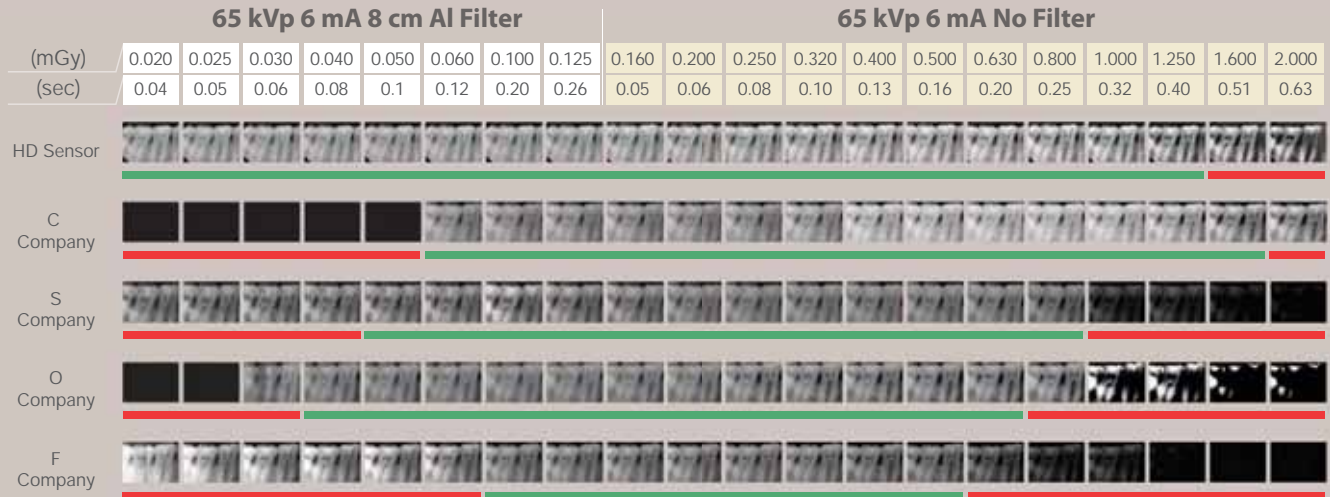 65 kVp 6 mA 8 cm Al Filter 65 kVp 6 mA No Filter
(mGy) 0.020 0.025 0.030 0.040 0.050 0.060 0.100 0.125 0.160 0.200 0.250 0.320 0.400 0.500 0.630 0.800 1.000 1.250 1.600 2.000
(sec) 0.04 0.05 0.06 0.08 0.1 0.12 0.20 0.26 0.05 0.06 0.08 0.10 0.13 0.16 0.20 0.25 0.32 0.40 0.51 0.63
HD Sensor
C
Company
S
Company
O
Company
F
Company